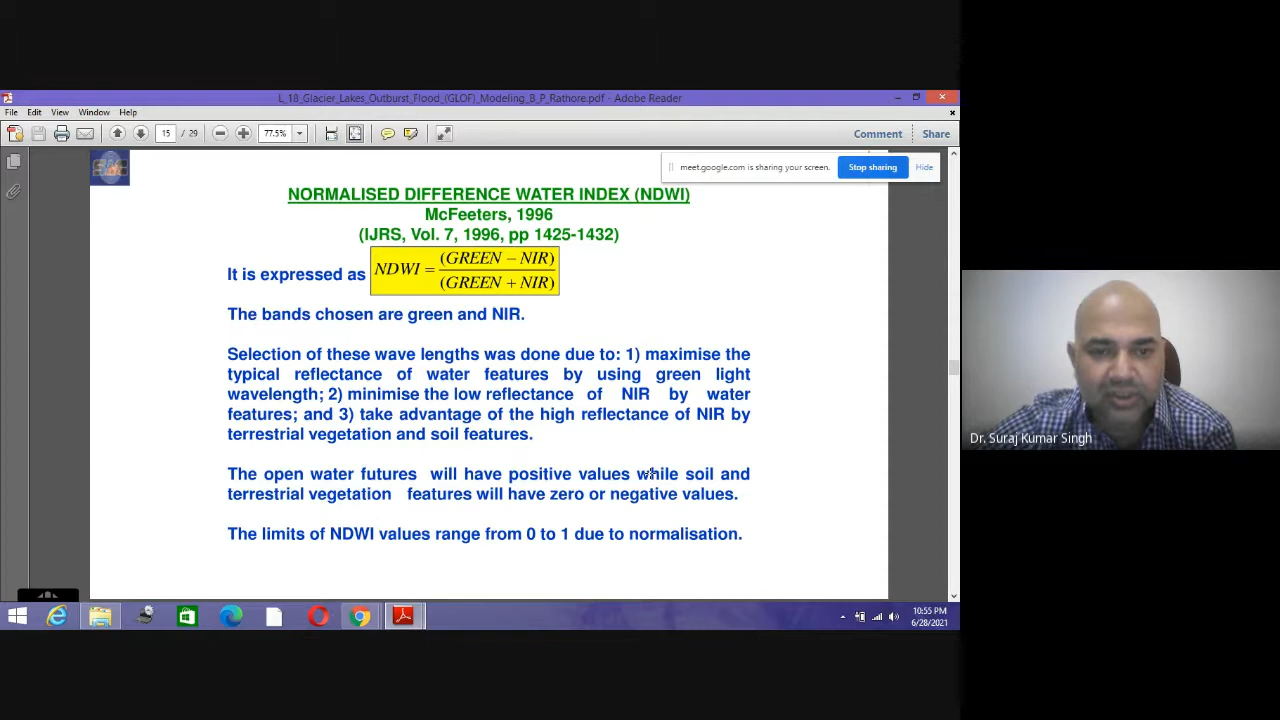 L_18_Glacier_Lakes_Outburst_Flood_(GLOF)_Modeling_B_P_Rathore.pdf - Adobe Reader
File Edit View Window Help
15 / 29 77.5% Comment Share
meet.google.com is sharing your screen. Stop sharing Hide
NORMALISED DIFFERENCE WATER INDEX (NDWI)
McFeeters, 1996
(IJRS, Vol. 7, 1996, pp 1425-1432)
It is expressed as NDWI = (GREEN − NIR) / (GREEN + NIR)
The bands chosen are green and NIR.
Selection of these wave lengths was done due to: 1) maximise the
typical reflectance of water features by using green light
wavelength; 2) minimise the low reflectance of NIR by water
features; and 3) take advantage of the high reflectance of NIR by
terrestrial vegetation and soil features.
The open water futures will have positive values while soil and
terrestrial vegetation features will have zero or negative values.
The limits of NDWI values range from 0 to 1 due to normalisation.
Dr. Suraj Kumar Singh
10:55 PM
6/28/2021